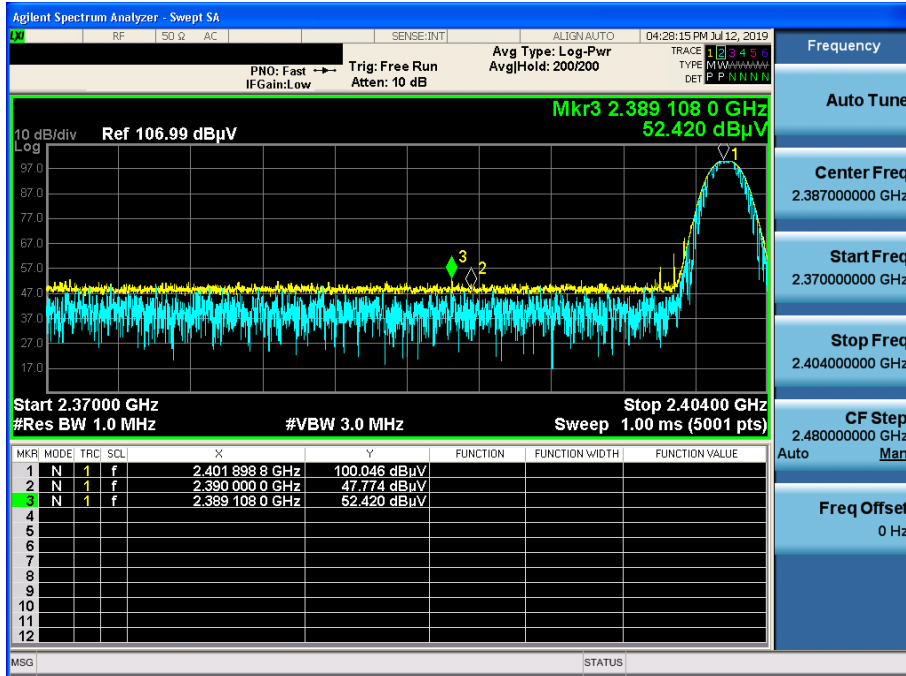 Agilent Spectrum Analyzer - Swept SA
LXI RF 50 Ω AC SENSE:INT ALIGN AUTO 04:28:15 PM Jul 12, 2019
PNO: Fast
IFGain:Low
Trig: Free Run
Atten: 10 dB
Avg Type: Log-Pwr
Avg|Hold: 200/200
TRACE 1 2 3 4 5 6
TYPE M W W W W W
DET P P N N N N
Mkr3 2.389 108 0 GHz
52.420 dBµV
10 dB/div Ref 106.99 dBµV
Log
97.0
87.0
77.0
67.0
57.0
47.0
37.0
27.0
17.0
1
3
2
Start 2.37000 GHz Stop 2.40400 GHz
#Res BW 1.0 MHz #VBW 3.0 MHz Sweep 1.00 ms (5001 pts)
MKR MODE TRC SCL X Y FUNCTION FUNCTION WIDTH FUNCTION VALUE
1 N 1 f 2.401 898 8 GHz 100.046 dBµV
2 N 1 f 2.390 000 0 GHz 47.774 dBµV
3 N 1 f 2.389 108 0 GHz 52.420 dBµV
4
5
6
7
8
9
10
11
12
MSG STATUS
Frequency
Auto Tune
Center Freq
2.387000000 GHz
Start Freq
2.370000000 GHz
Stop Freq
2.404000000 GHz
CF Step
2.480000000 GHz
Auto Man
Freq Offset
0 Hz